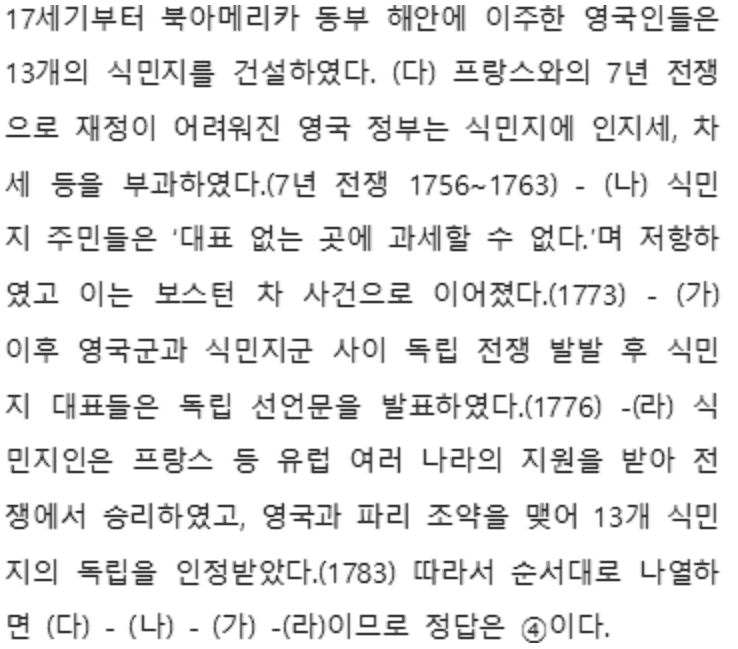 17세기부터 북아메리카 동부 해안에 이주한 영국인들은
13개의 식민지를 건설하였다. (다) 프랑스와의 7년 전쟁
으로 재정이 어려워진 영국 정부는 식민지에 인지세, 차
세 등을 부과하였다.(7년 전쟁 1756~1763) - (나) 식민
지 주민들은 ‘대표 없는 곳에 과세할 수 없다.’며 저항하
였고 이는 보스턴 차 사건으로 이어졌다.(1773) - (가)
이후 영국군과 식민지군 사이 독립 전쟁 발발 후 식민
지 대표들은 독립 선언문을 발표하였다.(1776) -(라) 식
민지인은 프랑스 등 유럽 여러 나라의 지원을 받아 전
쟁에서 승리하였고, 영국과 파리 조약을 맺어 13개 식민
지의 독립을 인정받았다.(1783) 따라서 순서대로 나열하
면 (다) - (나) - (가) -(라)이므로 정답은 ④이다.